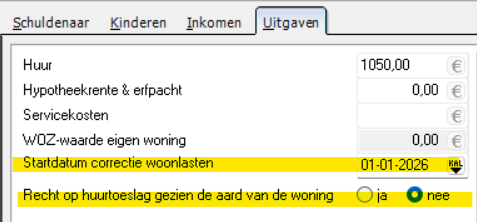 Schuldenaar Kinderen Inkomen Uitgaven
Huur 1050,00 €
Hypotheekrente & erfpacht 0,00 €
Servicekosten €
WOZ-waarde eigen woning 0,00 €
Startdatum correctie woonlasten 01-01-2026 KAL
Recht op huurtoeslag gezien de aard van de woning ja nee